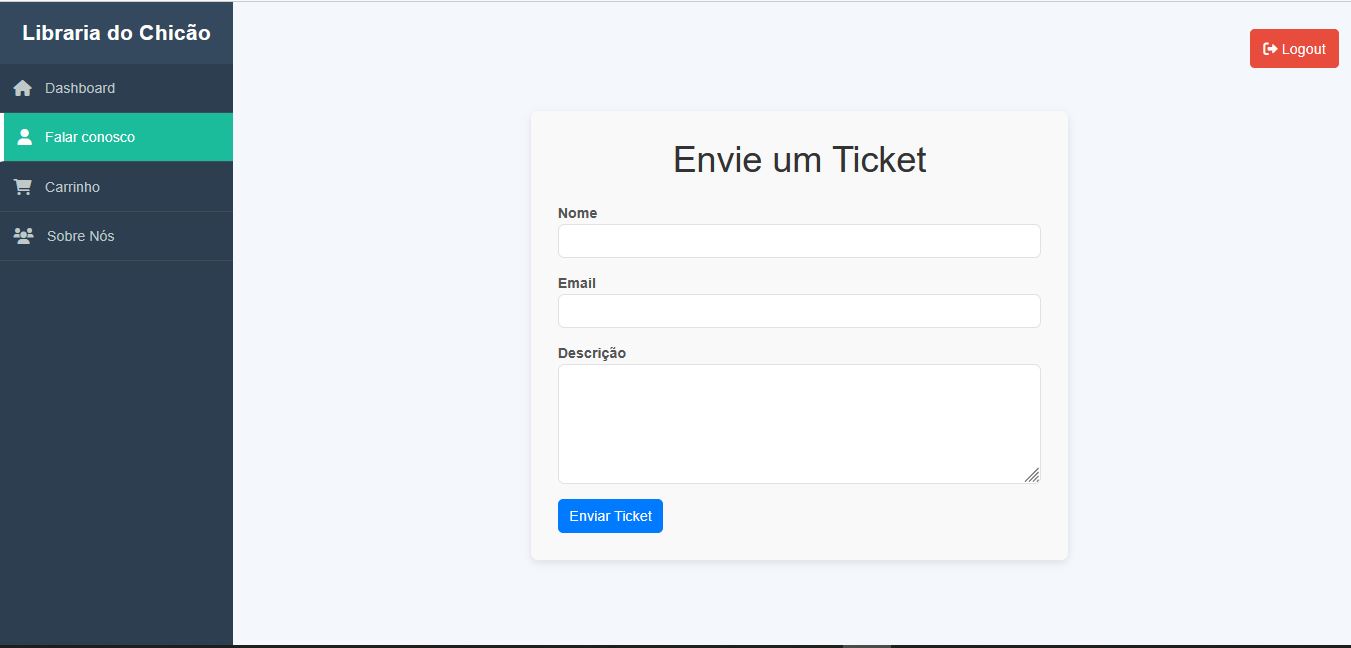 Libraria do Chicão
Dashboard
Falar conosco
Carrinho
Sobre Nós
Logout
Envie um Ticket
Nome
Email
Descrição
Enviar Ticket